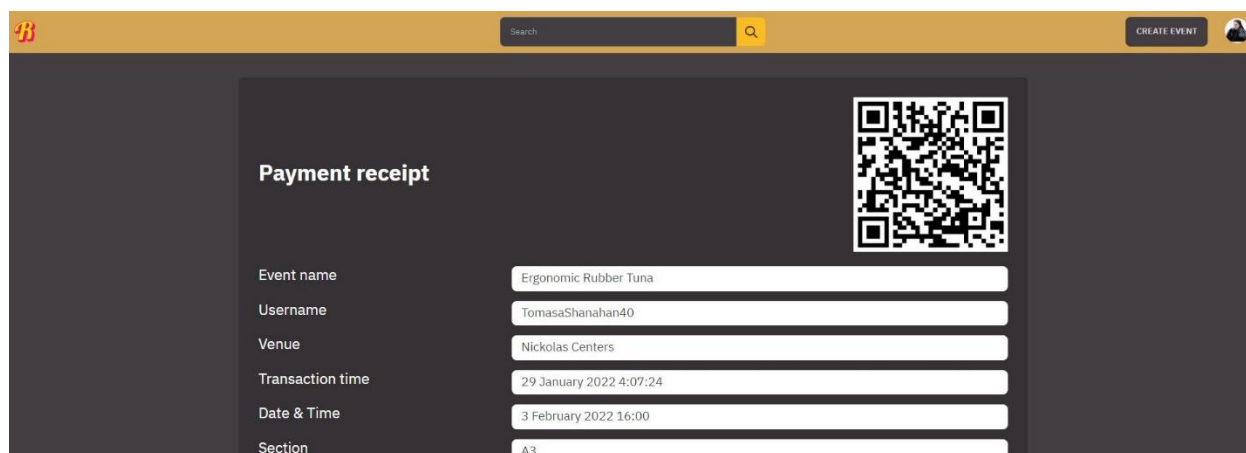 R
Search
CREATE EVENT
Payment receipt
Event name Ergonomic Rubber Tuna
Username TomasaShanahan40
Venue Nickolas Centers
Transaction time 29 January 2022 4:07:24
Date & Time 3 February 2022 16:00
Section A3